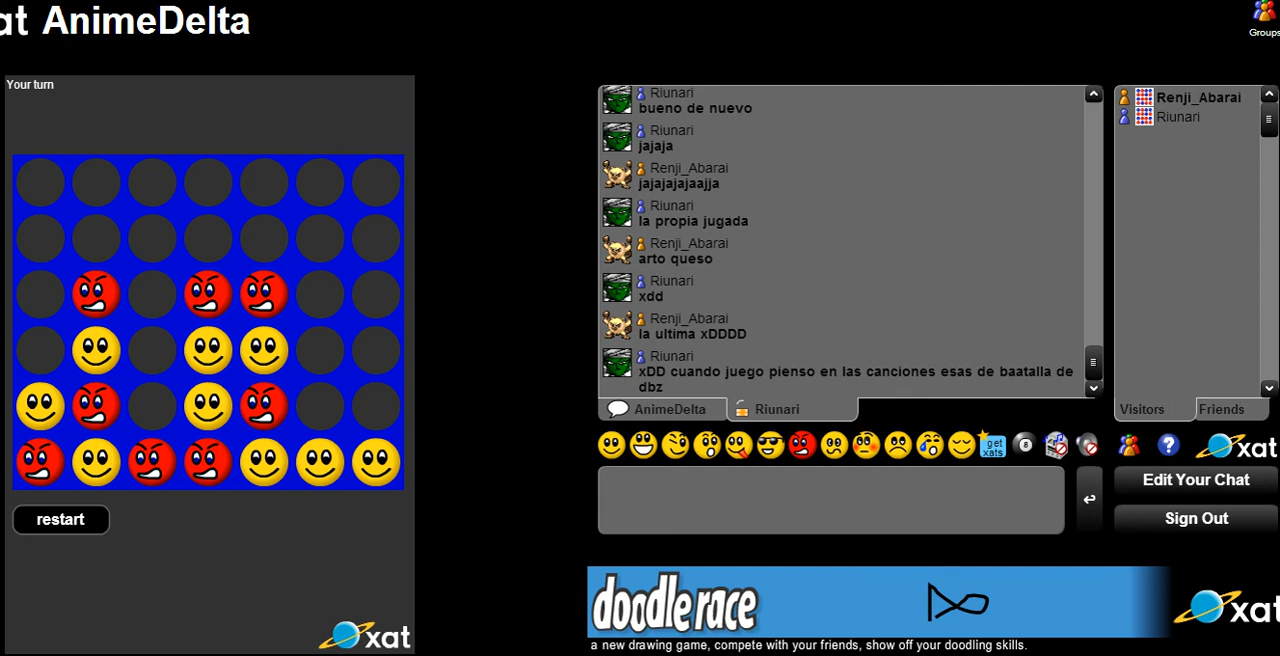 at AnimeDelta
Groups
Your turn
restart
xat
Riunari
bueno de nuevo
Riunari
jajaja
Renji_Abarai
jajajajajaajja
Riunari
la propia jugada
Renji_Abarai
arto queso
Riunari
xdd
Renji_Abarai
la ultima xDDDD
Riunari
xDD cuando juego pienso en las canciones esas de baatalla de
dbz
AnimeDelta
Riunari
Renji_Abarai
Riunari
Visitors
Friends
get
xats
8
?
xat
Edit Your Chat
Sign Out
doodle race
xat
a new drawing game, compete with your friends, show off your doodling skills.